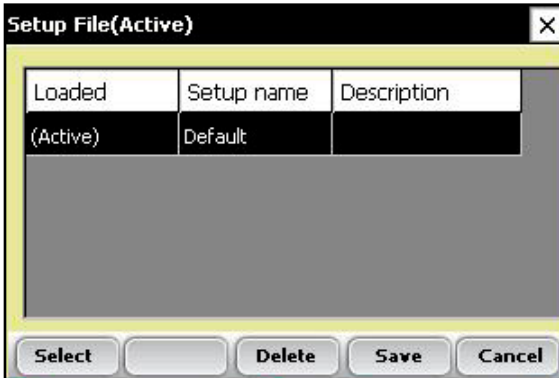 Setup File(Active)
Loaded Setup name Description
(Active) Default
Select Delete Save Cancel